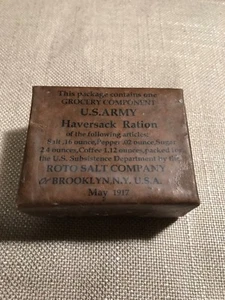 This package contains one
GROCERY COMPONENT
U.S. ARMY
Haversack Ration
of the following articles:
Salt .16 ounce, Pepper .02 ounce, Sugar
2.4 ounces, Coffee 1.12 ounces, packed for
the U.S. Subsistence Department by the
ROTO SALT COMPANY
BROOKLYN, N.Y. U.S.A.
May 1917